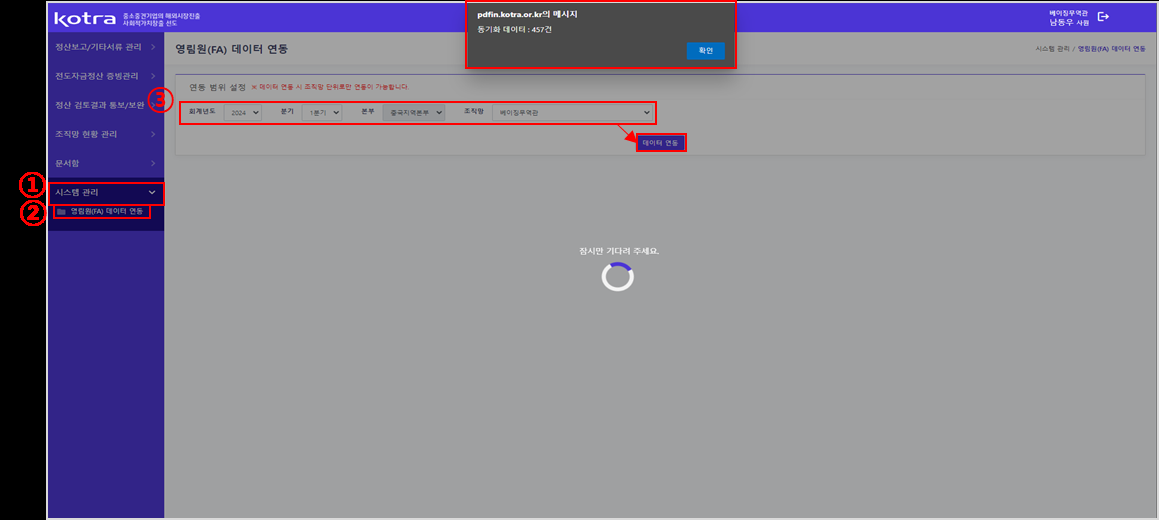 kotra 중소중견기업의 해외시장진출
사회적가치창출 선도
pdfin.kotra.or.kr의 메시지
동기화 데이터 : 457건
확인
베이징무역관
남동우 사원
정산보고/기타서류 관리
전도자금정산 증빙관리
정산 검토결과 통보/보완
조직망 현황 관리
문서함
① 시스템 관리
② 영림원(FA) 데이터 연동
영림원(FA) 데이터 연동
시스템 관리 / 영림원(FA) 데이터 연동
연동 범위 설정 ※ 데이터 연동 시 조직망 단위로만 연동이 가능합니다.
③
회계년도 2024 분기 1분기 본부 중국지역본부 조직망 베이징무역관
데이터 연동
잠시만 기다려 주세요.